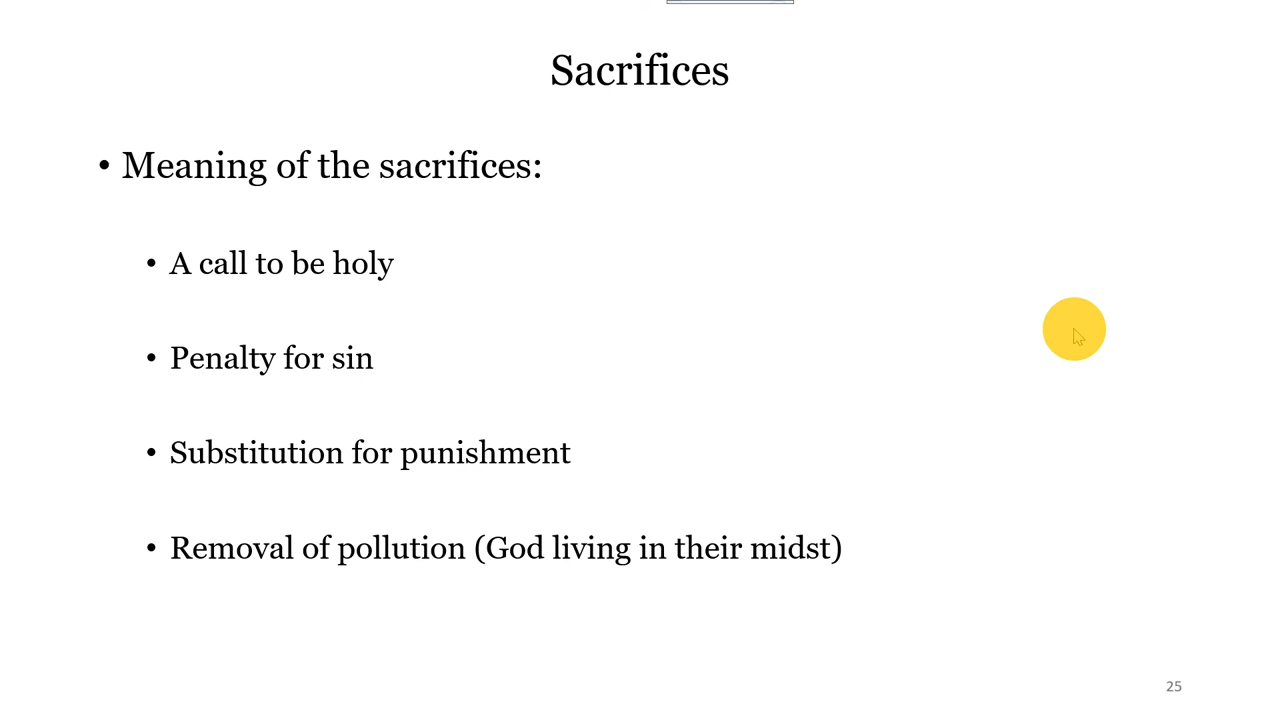 Sacrifices
• Meaning of the sacrifices:
• A call to be holy
• Penalty for sin
• Substitution for punishment
• Removal of pollution (God living in their midst)
25